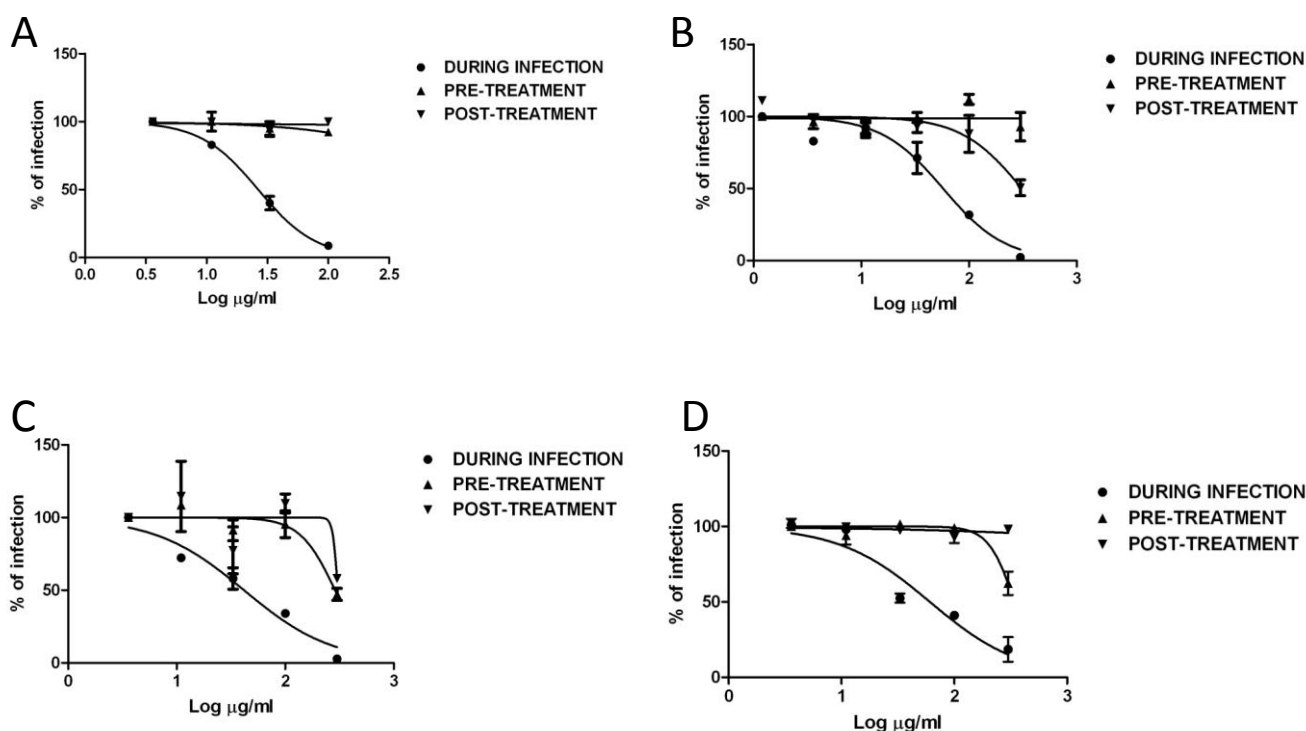 A
150
100
50
0
% of infection
0.0 0.5 1.0 1.5 2.0 2.5
Log μg/ml
DURING INFECTION
PRE-TREATMENT
POST-TREATMENT
B
150
100
50
0
% of infection
0 1 2 3
Log μg/ml
DURING INFECTION
PRE-TREATMENT
POST-TREATMENT
C
150
100
50
0
% of infection
0 1 2 3
Log μg/ml
DURING INFECTION
PRE-TREATMENT
POST-TREATMENT
D
150
100
50
0
% of infection
0 1 2 3
Log μg/ml
DURING INFECTION
PRE-TREATMENT
POST-TREATMENT